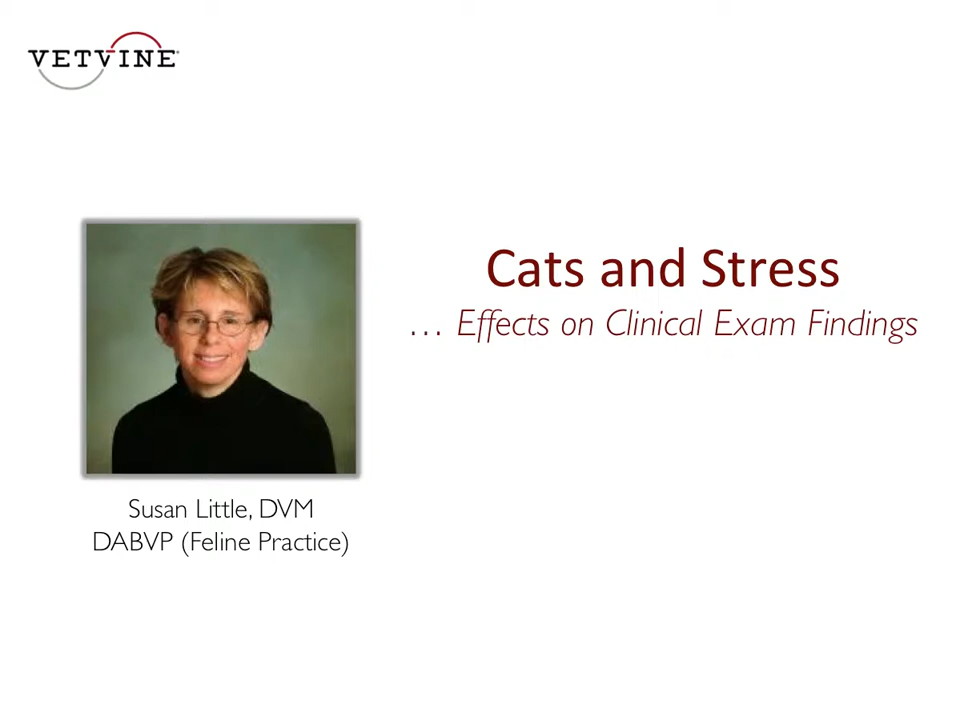 VETVINE
Cats and Stress
... Effects on Clinical Exam Findings
Susan Little, DVM
DABVP (Feline Practice)